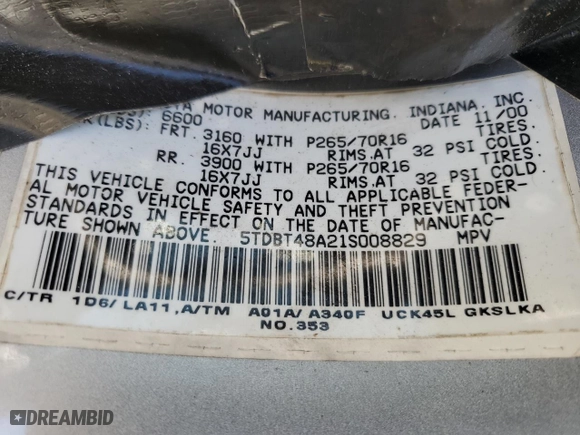 MOTOR MANUFACTURING, INDIANA, INC.
6600 DATE 11/00
(LBS): FRT. 3160 WITH P265/70R16 TIRES,
16X7JJ RIMS.AT 32 PSI COLD.
RR. 3900 WITH P265/70R16 TIRES,
16X7JJ RIMS.AT 32 PSI COLD.
THIS VEHICLE CONFORMS TO ALL APPLICABLE FEDER-
AL MOTOR VEHICLE SAFETY AND THEFT PREVENTION
STANDARDS IN EFFECT ON THE DATE OF MANUFAC-
TURE SHOWN ABOVE. 5TDBT48A21S008829 MPV
C/TR 1D6/ LA11,A/TM A01A/ A340F UCK45L GKSLKA
NO.353
DREAMBID